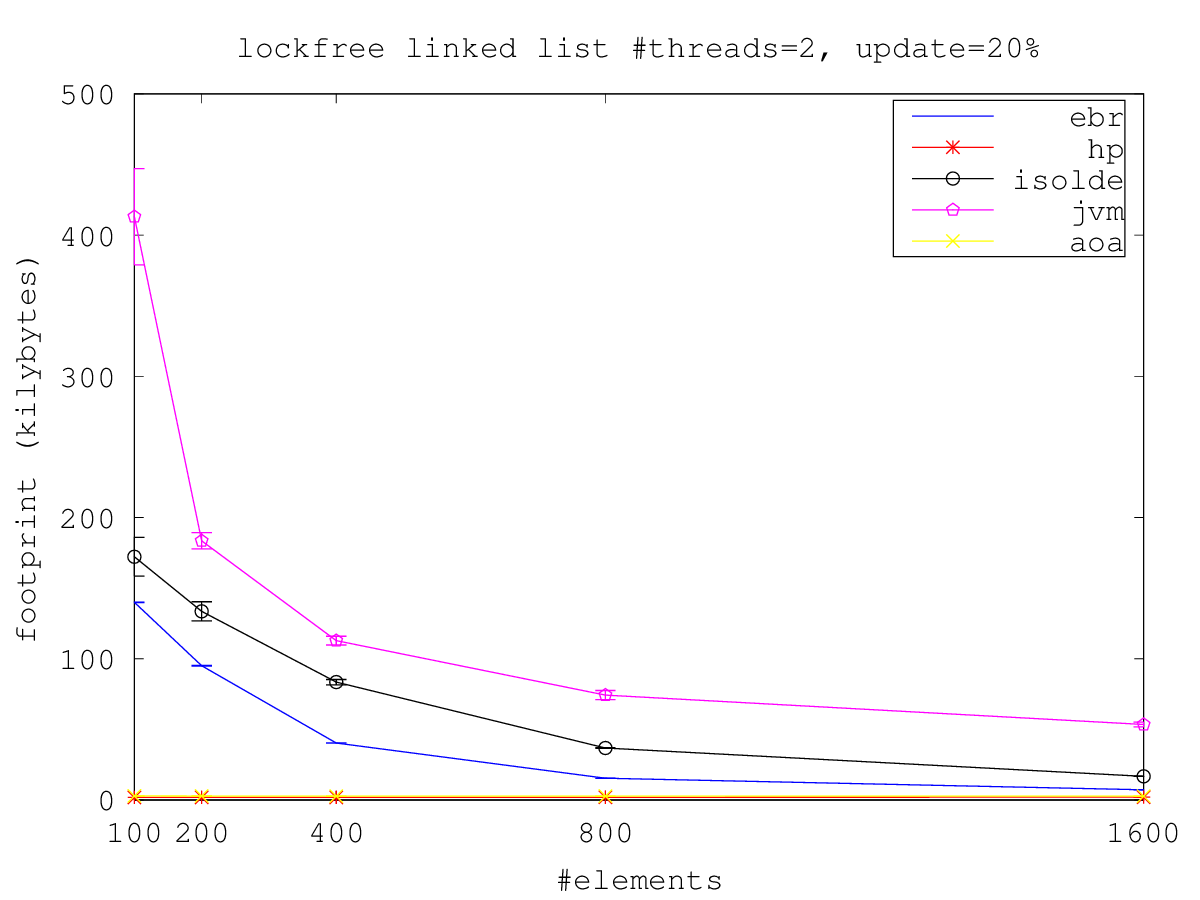 lockfree linked list #threads=2, update=20%
500
400
300
200
100
0
footprint (kilybytes)
ebr
hp
isolde
jvm
aoa
100 200 400 800 1600
#elements